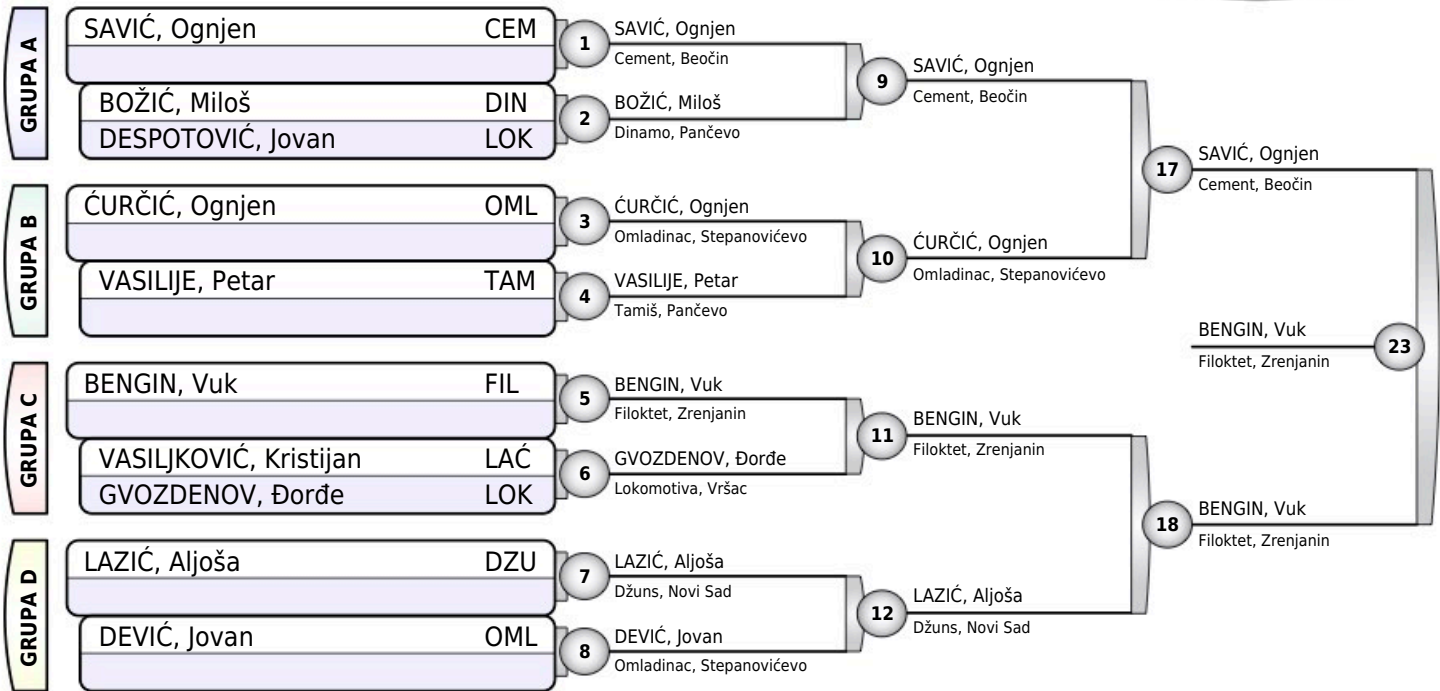 GRUPA A
SAVIĆ, Ognjen CEM
BOŽIĆ, Miloš DIN
DESPOTOVIĆ, Jovan LOK
GRUPA B
ĆURČIĆ, Ognjen OML
VASILIJE, Petar TAM
GRUPA C
BENGIN, Vuk FIL
VASILJKOVIĆ, Kristijan LAĆ
GVOZDENOV, Đorđe LOK
GRUPA D
LAZIĆ, Aljoša DZU
DEVIĆ, Jovan OML
1
SAVIĆ, Ognjen
Cement, Beočin
2
BOŽIĆ, Miloš
Dinamo, Pančevo
3
ĆURČIĆ, Ognjen
Omladinac, Stepanovićevo
4
VASILIJE, Petar
Tamiš, Pančevo
5
BENGIN, Vuk
Filoktet, Zrenjanin
6
GVOZDENOV, Đorđe
Lokomotiva, Vršac
7
LAZIĆ, Aljoša
Džuns, Novi Sad
8
DEVIĆ, Jovan
Omladinac, Stepanovićevo
9
SAVIĆ, Ognjen
Cement, Beočin
10
ĆURČIĆ, Ognjen
Omladinac, Stepanovićevo
11
BENGIN, Vuk
Filoktet, Zrenjanin
12
LAZIĆ, Aljoša
Džuns, Novi Sad
17
SAVIĆ, Ognjen
Cement, Beočin
18
BENGIN, Vuk
Filoktet, Zrenjanin
BENGIN, Vuk
Filoktet, Zrenjanin
23